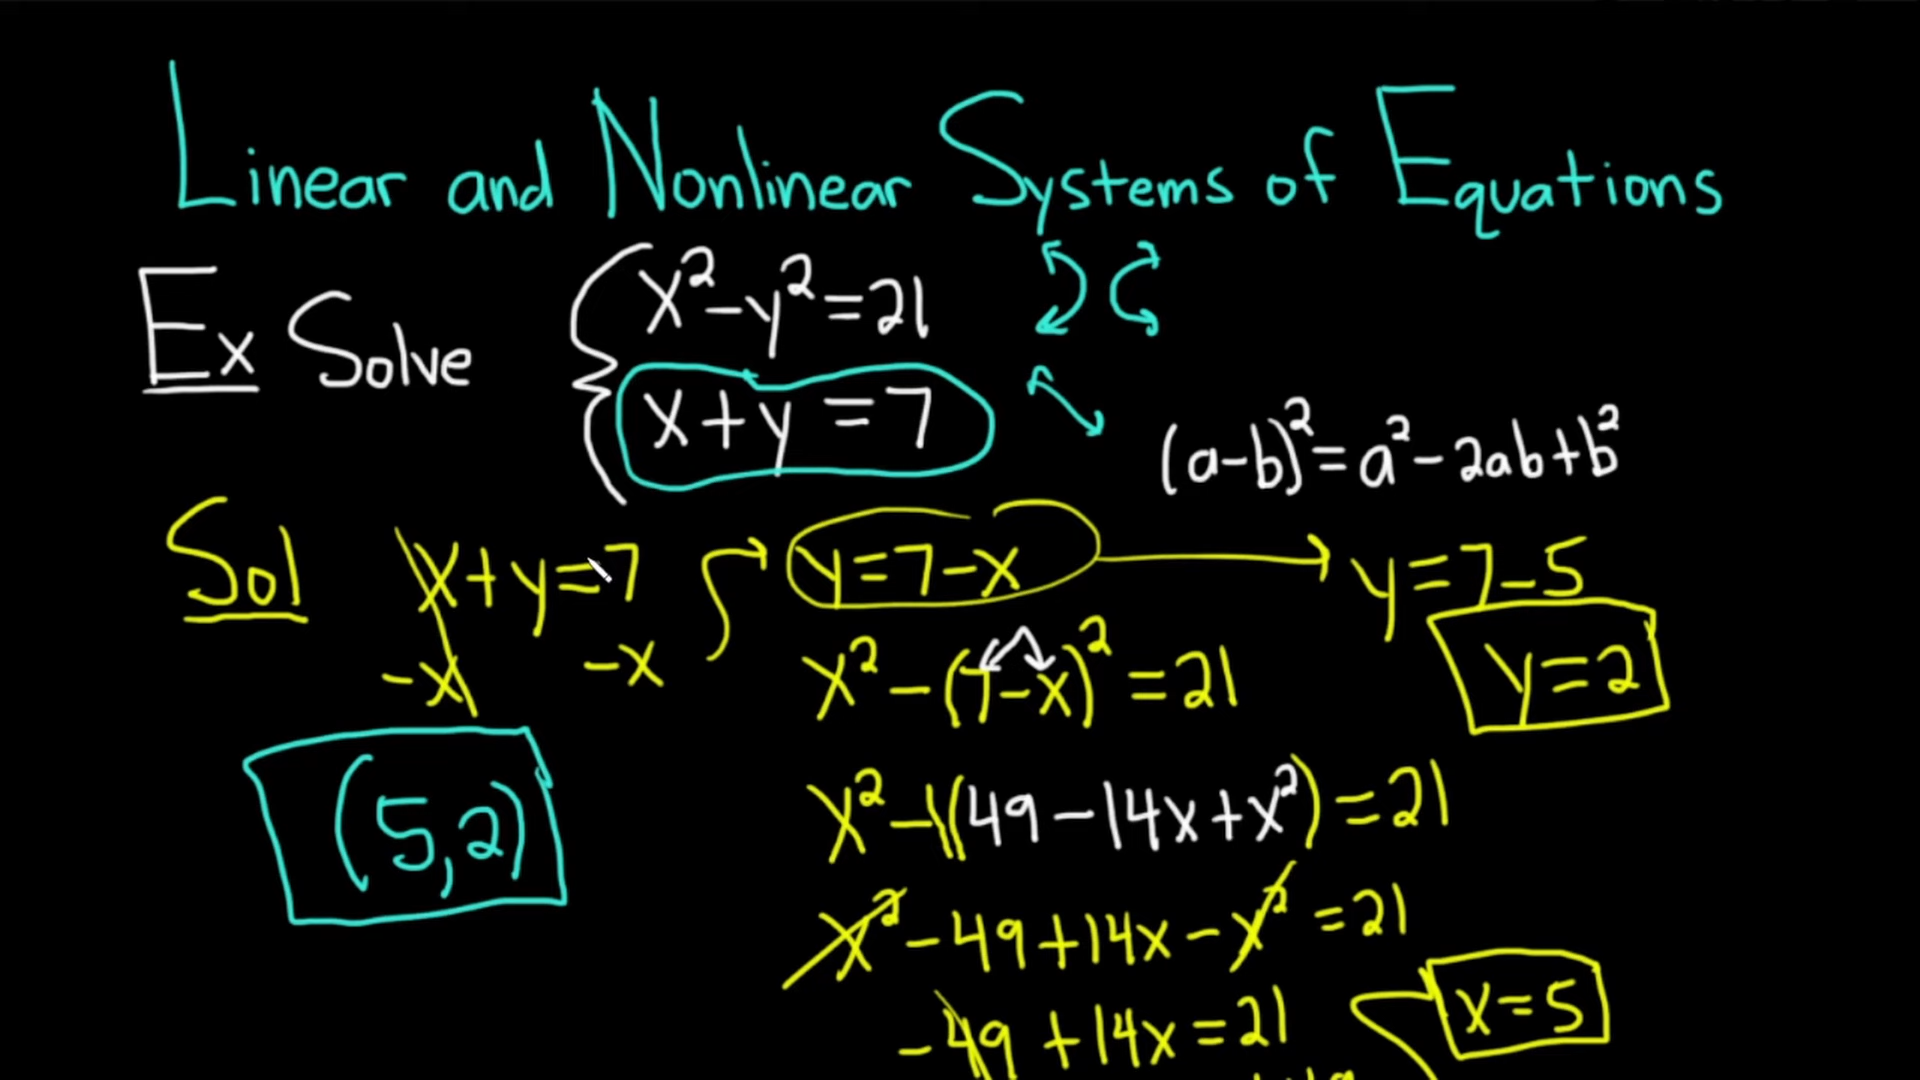 Linear and Nonlinear Systems of Equations
Ex Solve
x²-y²=21
x+y=7
(a-b)²=a²-2ab+b²
Sol
x+y=7
-x -x
y=7-x
y=7-5
y=2
x²-(7-x)²=21
(5,2)
x²-1(49-14x+x²)=21
x²-49+14x-x²=21
x=5
-49+14x=21